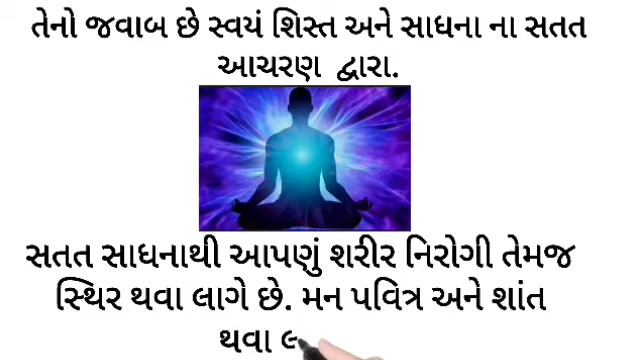 તેનો જવાબ છે સ્વયં શિસ્ત અને સાધના ના સતત
આચરણ દ્વારા.
સતત સાધનાથી આપણું શરીર નિરોગી તેમજ
સ્થિર થવા લાગે છે. મન પવિત્ર અને શાંત
થવા